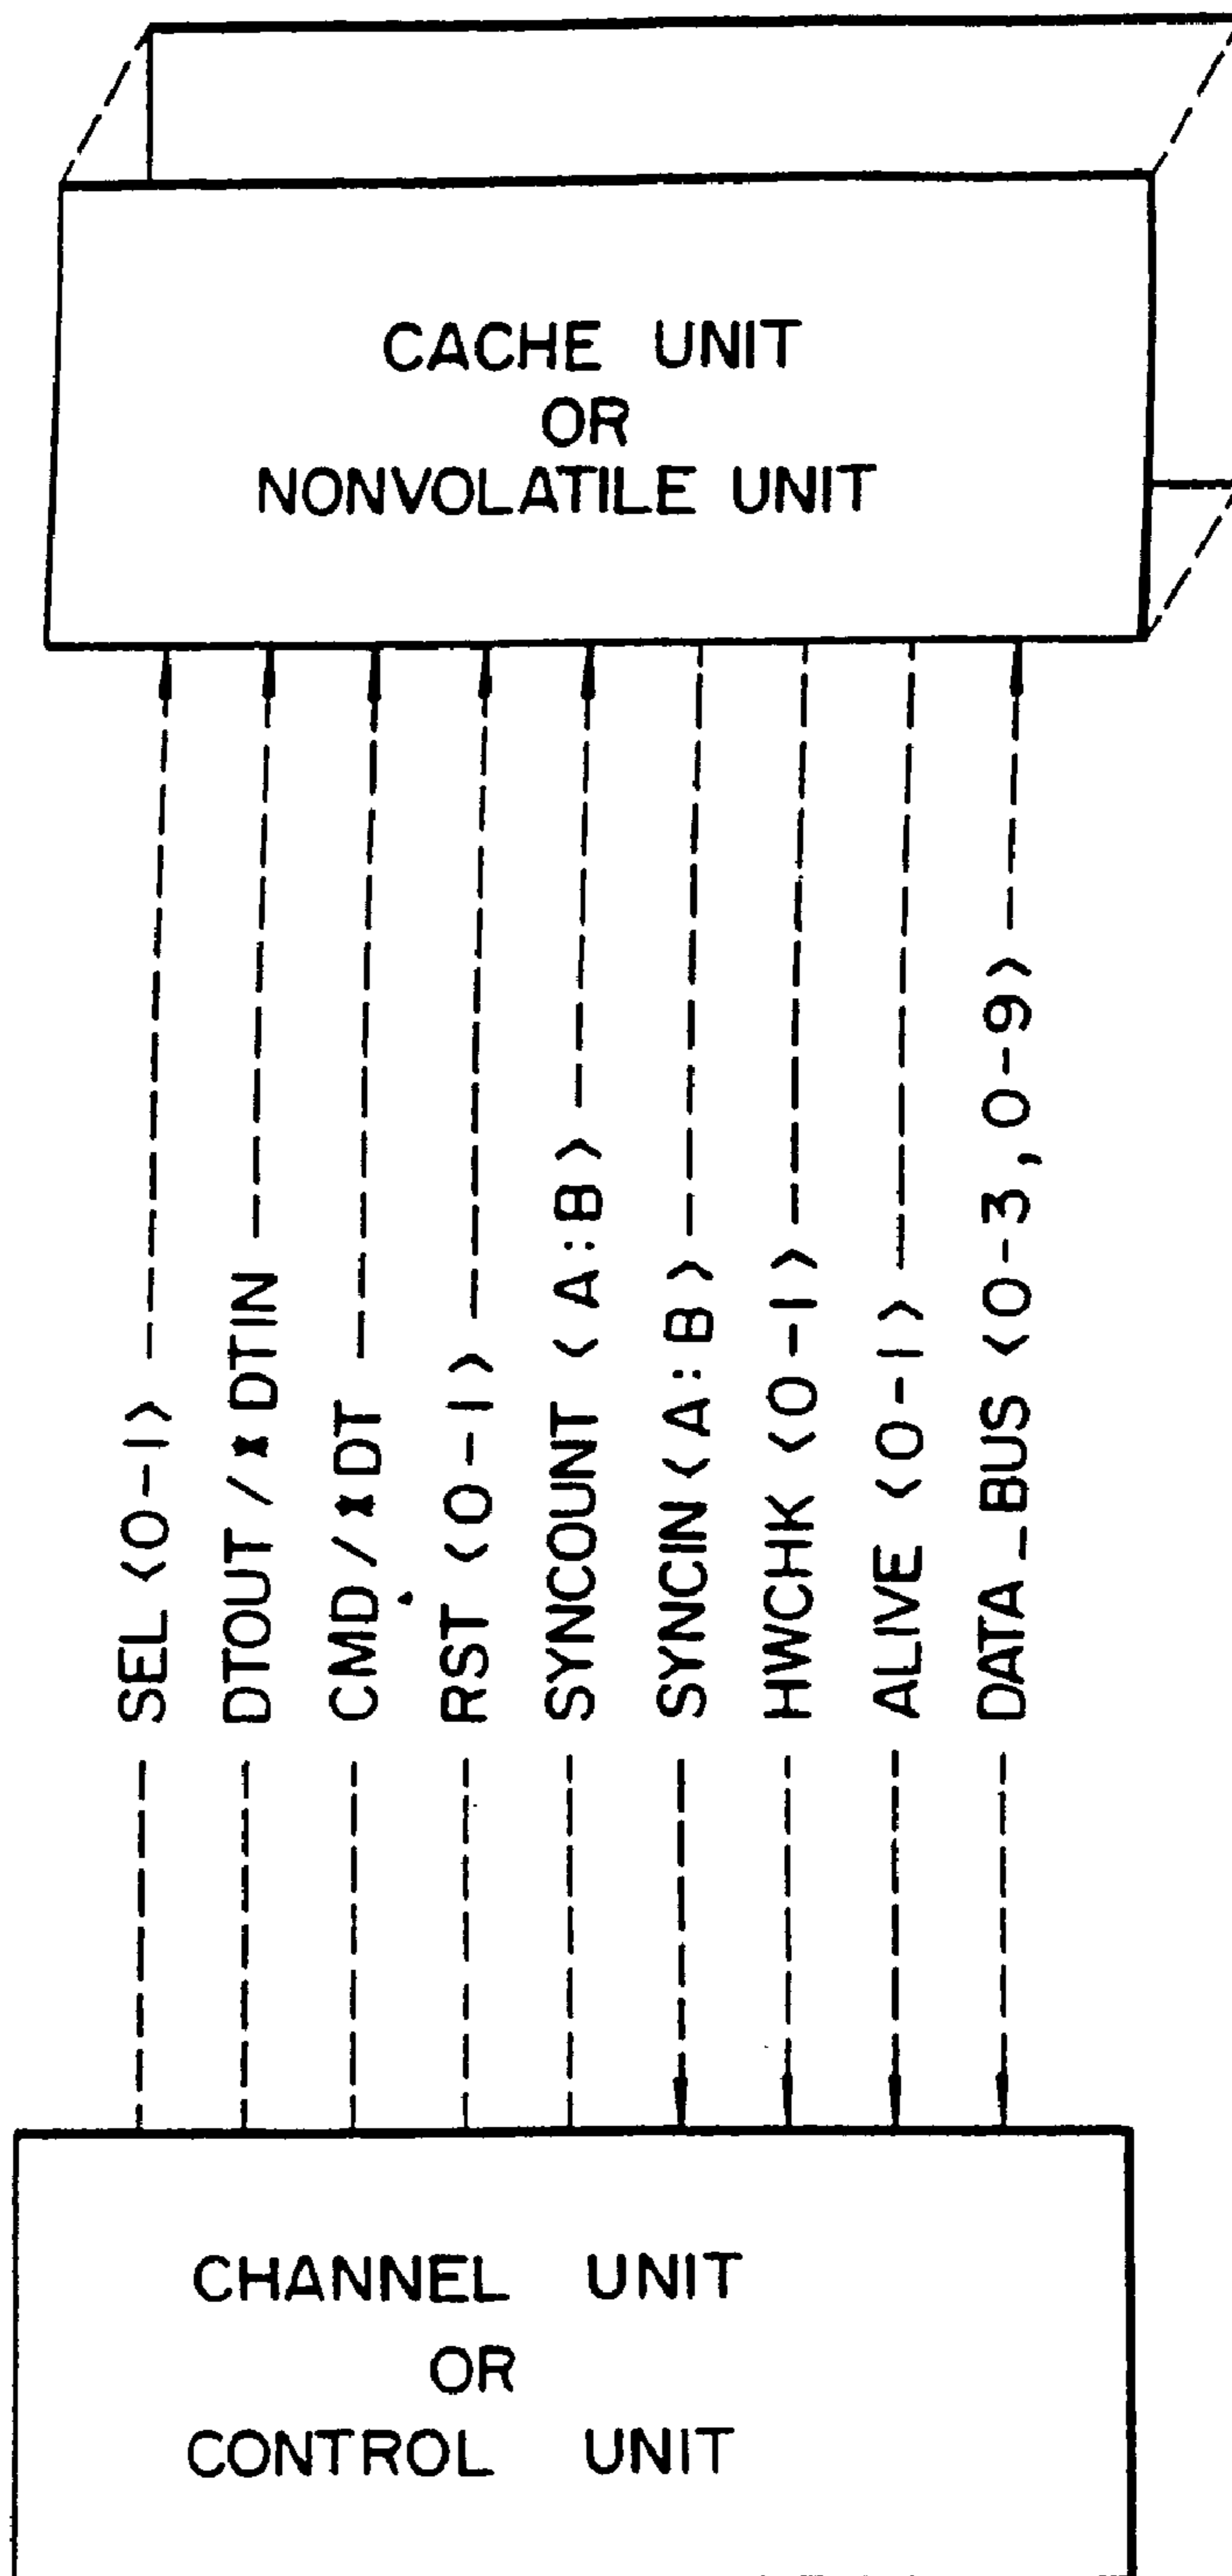 CACHE UNIT
OR
NONVOLATILE UNIT
SEL <0-1>
DTOUT/*DTIN
CMD/*DT
RST <0-1>
SYNCOUNT <A:B>
SYNCIN<A:B>
HWCHK <0-1>
ALIVE <0-1>
DATA_BUS <0-3,0-9>
CHANNEL UNIT
OR
CONTROL UNIT